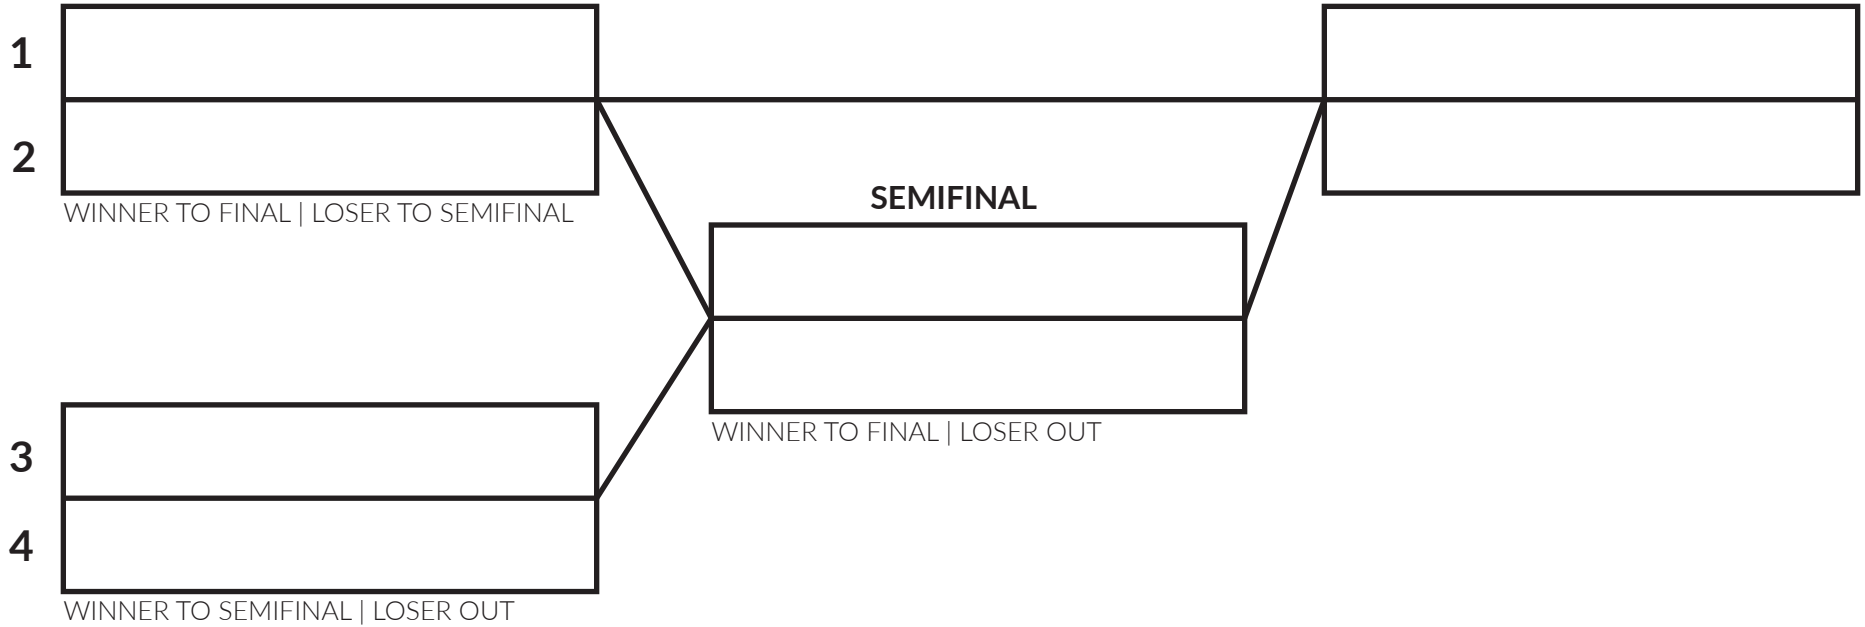 1
2
WINNER TO FINAL | LOSER TO SEMIFINAL
SEMIFINAL
WINNER TO FINAL | LOSER OUT
3
4
WINNER TO SEMIFINAL | LOSER OUT